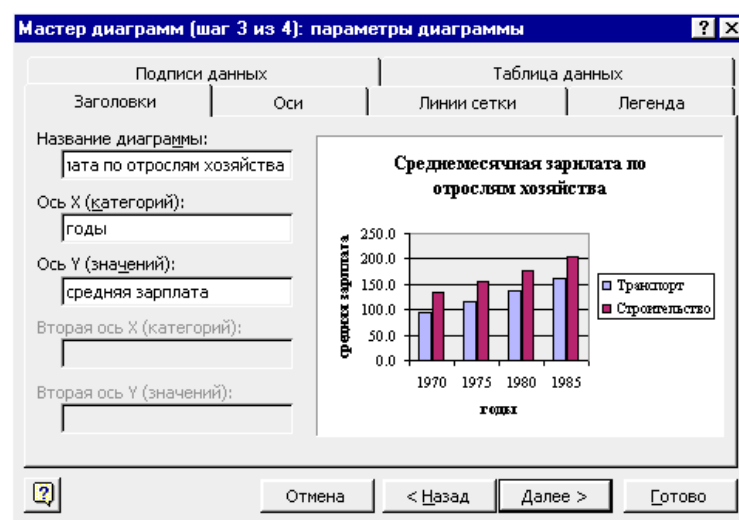 Мастер диаграмм (шаг 3 из 4): параметры диаграммы
Подписи данных
Таблица данных
Заголовки
Оси
Линии сетки
Легенда
Название диаграммы:
лата по отрослям хозяйства
Ось X (категорий):
годы
Ось Y (значений):
средняя зарплата
Вторая ось X (категорий):
Вторая ось Y (значений):
Среднемесячная зарплата по
отрослям хозяйства
средняя зарплата
250.0
200.0
150.0
100.0
50.0
0.0
1970 1975 1980 1985
годы
Транспорт
Строительство
Отмена
< Назад
Далее >
Готово